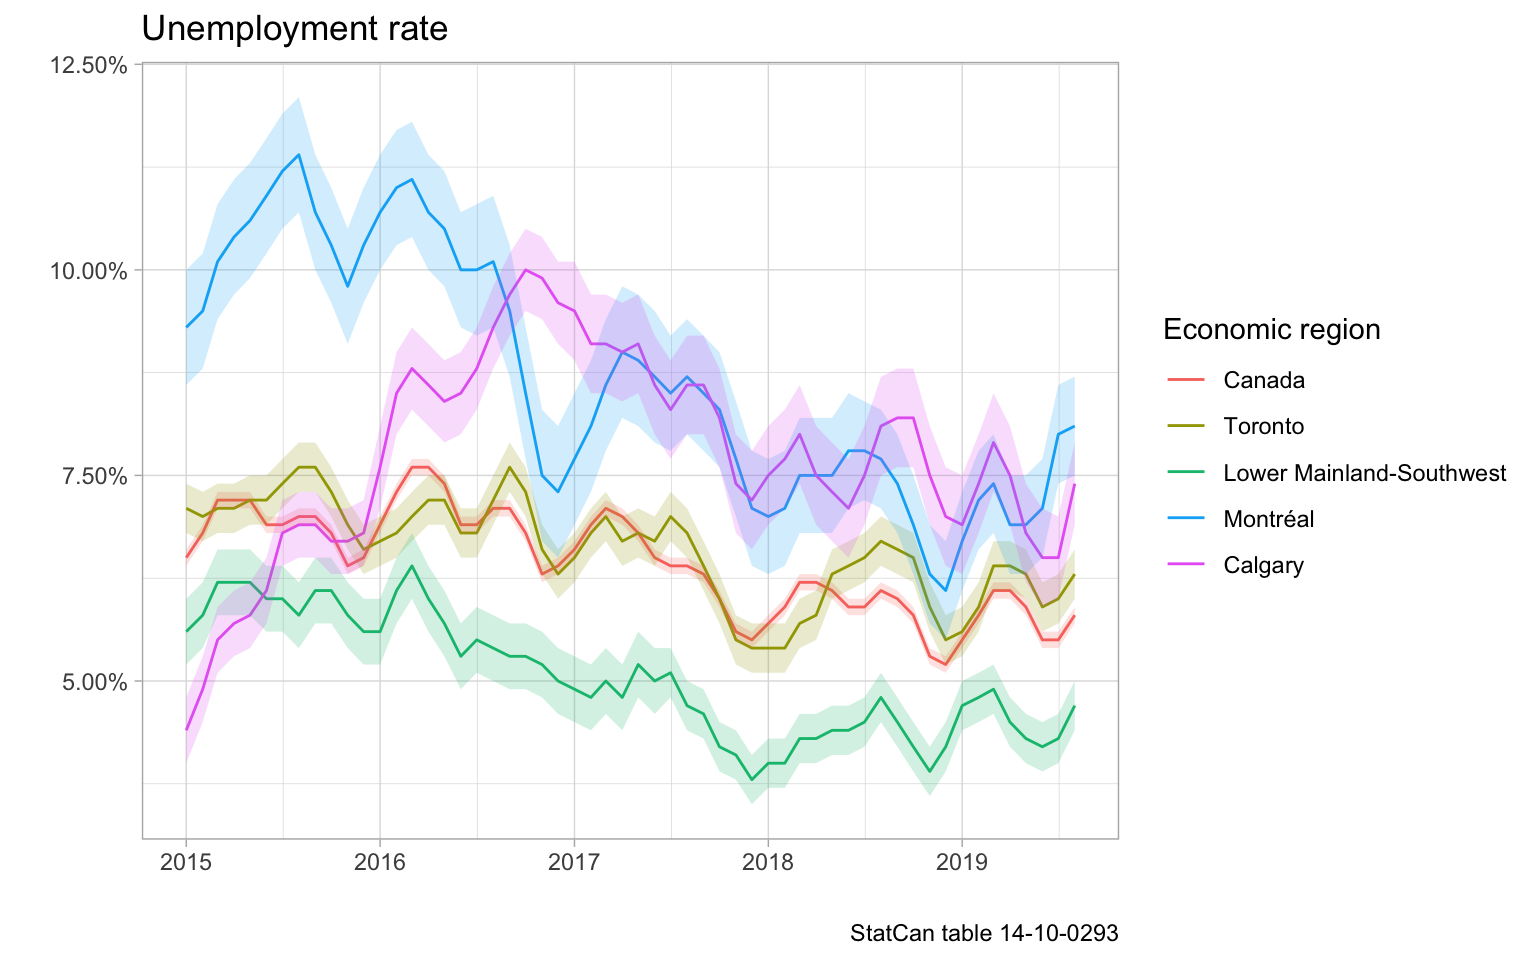 Unemployment rate
12.50%
10.00%
7.50%
5.00%
2015 2016 2017 2018 2019
Economic region
Canada
Toronto
Lower Mainland-Southwest
Montréal
Calgary
StatCan table 14-10-0293